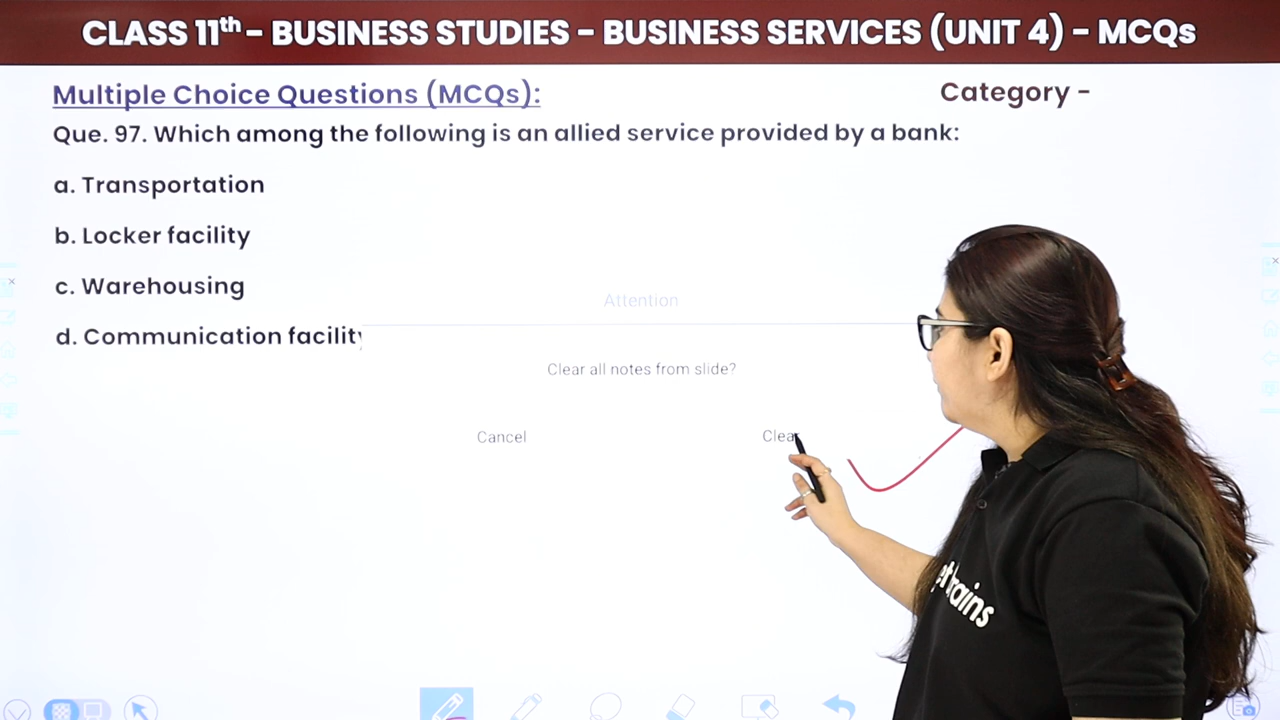 CLASS 11th - BUSINESS STUDIES - BUSINESS SERVICES (UNIT 4) - MCQs
Multiple Choice Questions (MCQs):
Category -
Que. 97. Which among the following is an allied service provided by a bank:
a. Transportation
b. Locker facility
c. Warehousing
d. Communication facility
Attention
Clear all notes from slide?
Cancel
Clear